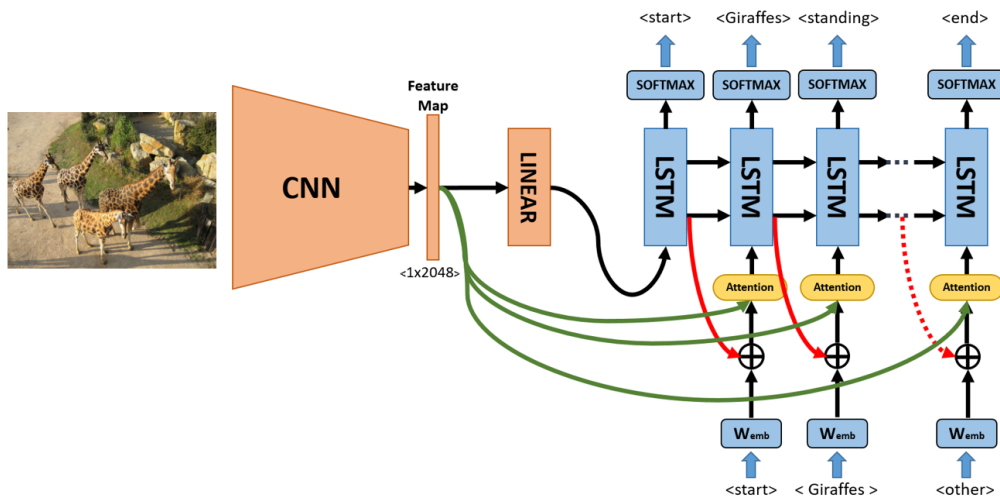 <start> <Giraffes> <standing> <end>
SOFTMAX SOFTMAX SOFTMAX SOFTMAX
Feature
Map
CNN
LINEAR
LSTM LSTM LSTM LSTM
<1x2048>
Attention Attention Attention
Wemb Wemb Wemb
<start> < Giraffes > <other>